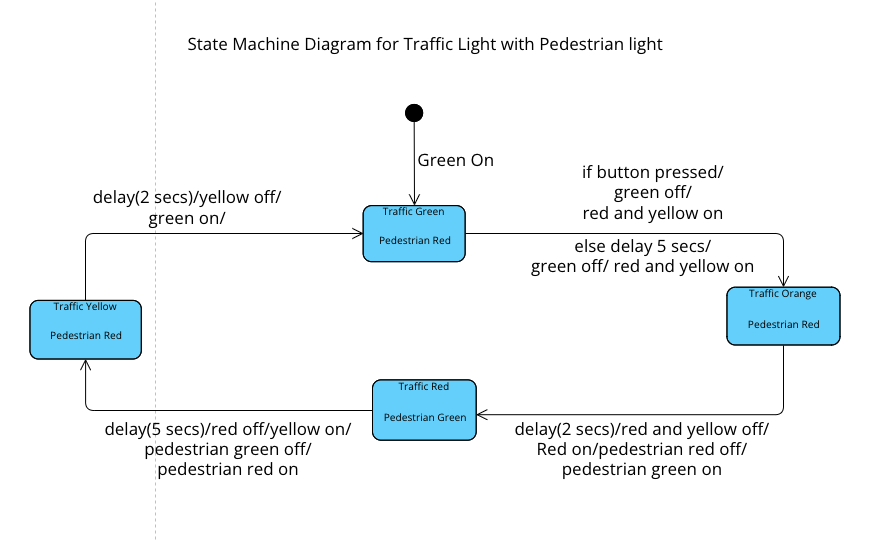 State Machine Diagram for Traffic Light with Pedestrian light
Green On
if button pressed/
green off/
red and yellow on
delay(2 secs)/yellow off/
green on/
Traffic Green
Pedestrian Red
else delay 5 secs/
green off/ red and yellow on
Traffic Yellow
Pedestrian Red
Traffic Orange
Pedestrian Red
Traffic Red
Pedestrian Green
delay(5 secs)/red off/yellow on/
pedestrian green off/
pedestrian red on
delay(2 secs)/red and yellow off/
Red on/pedestrian red off/
pedestrian green on